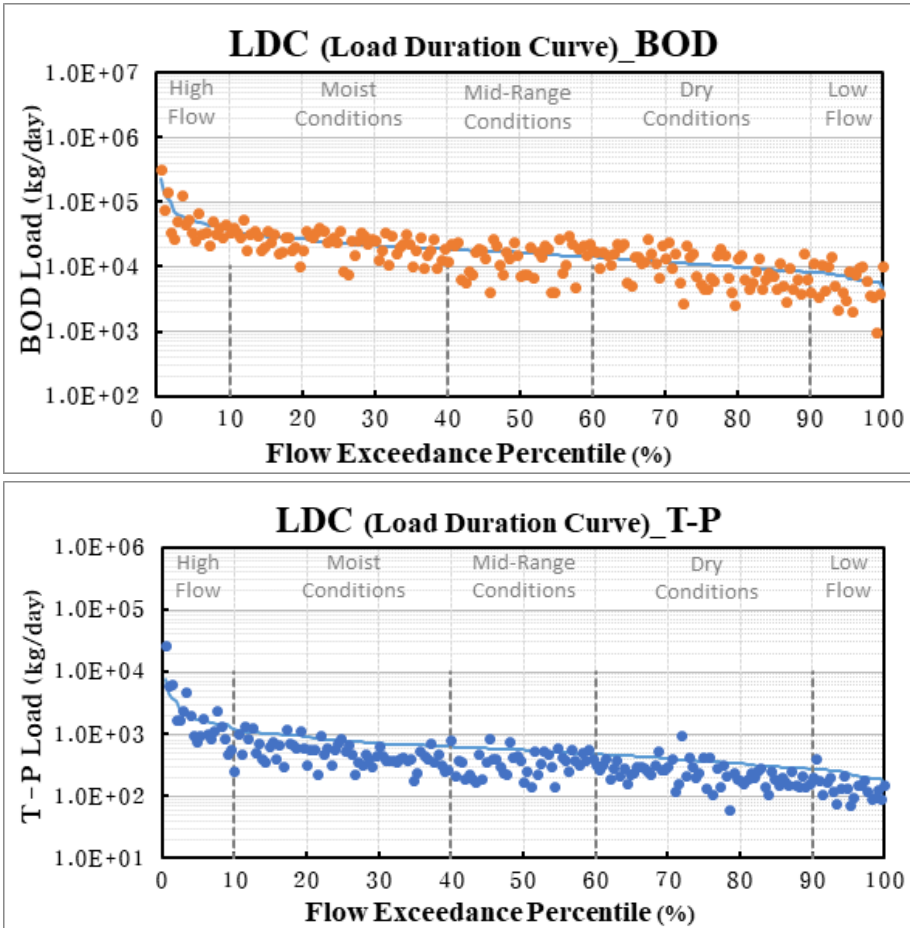 LDC (Load Duration Curve)_BOD
1.0E+07
1.0E+06
1.0E+05
1.0E+04
1.0E+03
1.0E+02
BOD Load (kg/day)
High Flow
Moist Conditions
Mid-Range Conditions
Dry Conditions
Low Flow
0 10 20 30 40 50 60 70 80 90 100
Flow Exceedance Percentile (%)
LDC (Load Duration Curve)_T-P
1.0E+06
1.0E+05
1.0E+04
1.0E+03
1.0E+02
1.0E+01
T-P Load (kg/day)
High Flow
Moist Conditions
Mid-Range Conditions
Dry Conditions
Low Flow
0 10 20 30 40 50 60 70 80 90 100
Flow Exceedance Percentile (%)